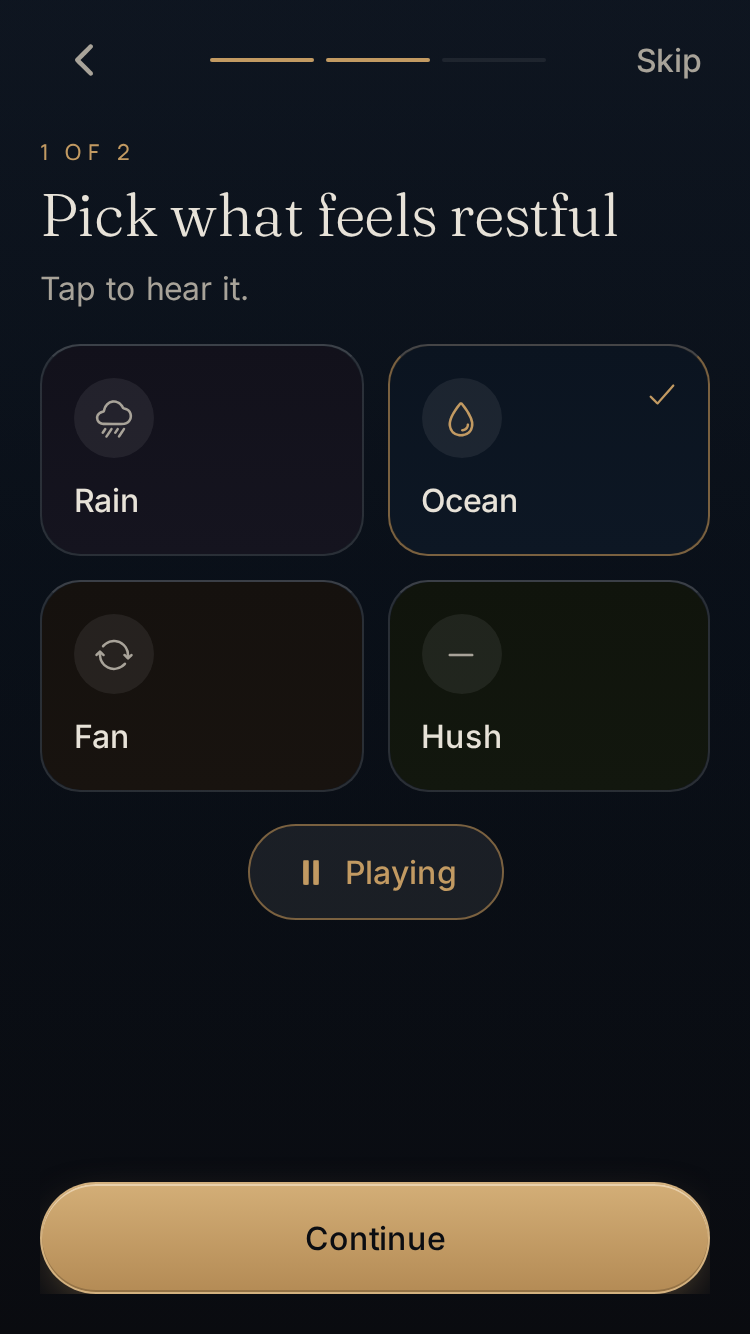 Skip
1 OF 2
Pick what feels restful
Tap to hear it.
Rain
Ocean
Fan
Hush
Playing
Continue